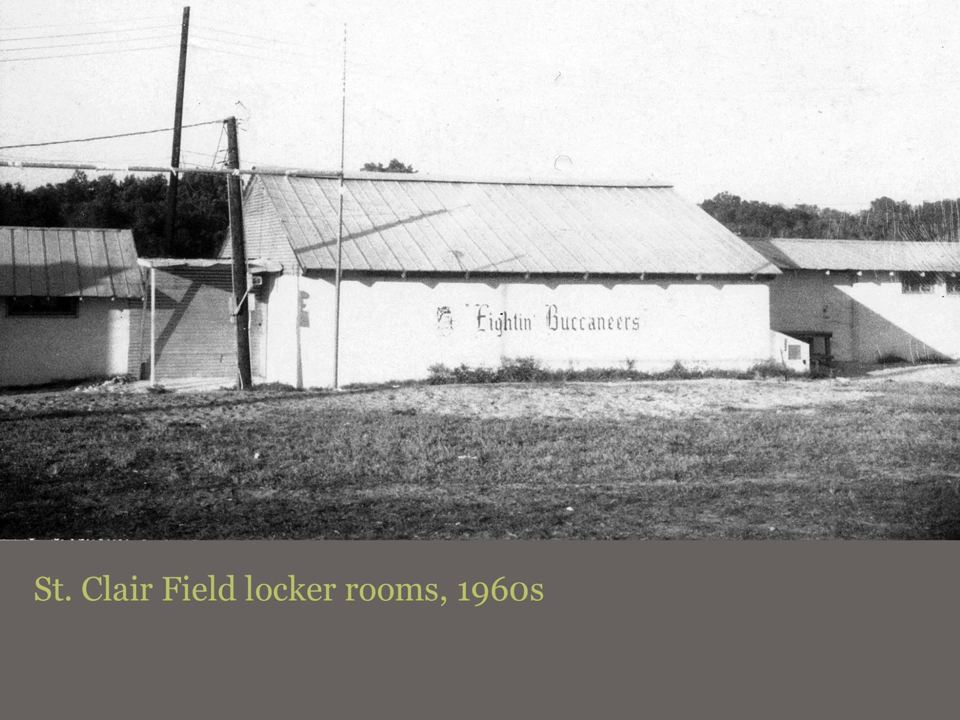 "Fightin' Buccaneers"
St. Clair Field locker rooms, 1960s